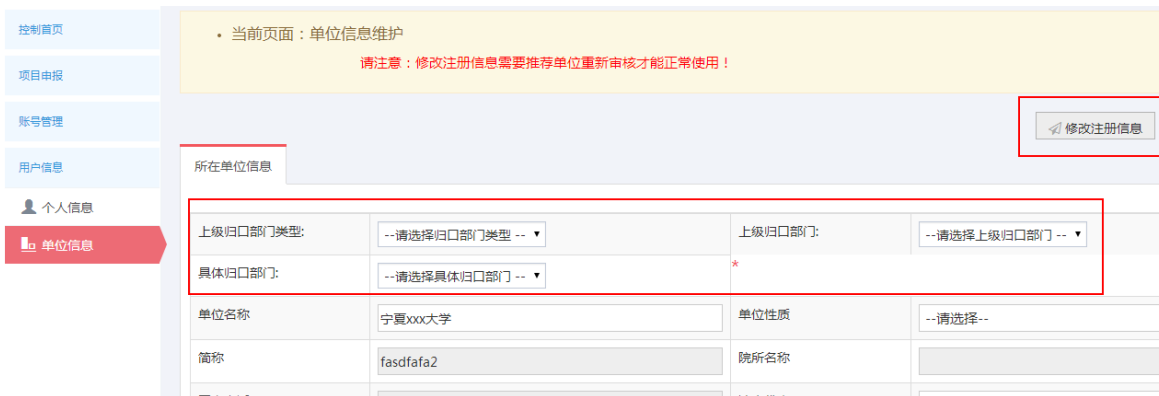 控制首页
项目申报
账号管理
用户信息
个人信息
单位信息
• 当前页面：单位信息维护
请注意：修改注册信息需要推荐单位重新审核才能正常使用！
修改注册信息
所在单位信息
上级归口部门类型: --请选择归口部门类型 -- 上级归口部门: --请选择上级归口部门 --
具体归口部门: --请选择具体归口部门 -- *
单位名称 宁夏xxx大学 单位性质 --请选择--
简称 fasdfafa2 院所名称